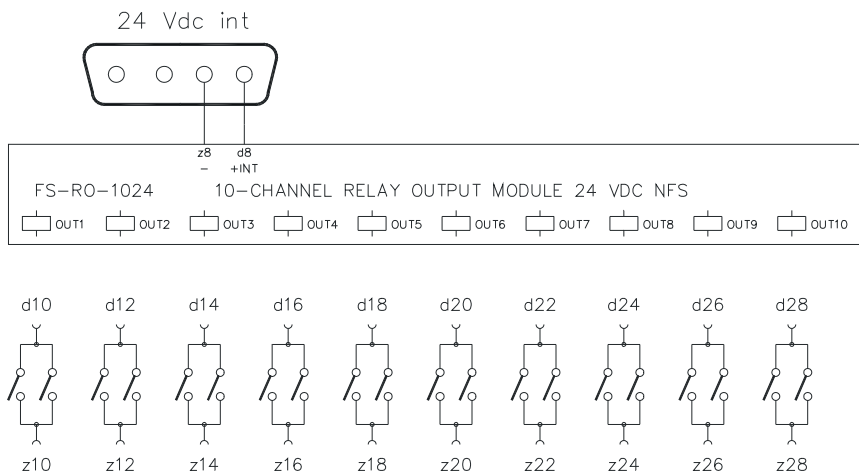 24 Vdc int
z8 d8
– +INT
FS–RO–1024 10–CHANNEL RELAY OUTPUT MODULE 24 VDC NFS
OUT1 OUT2 OUT3 OUT4 OUT5 OUT6 OUT7 OUT8 OUT9 OUT10
d10 d12 d14 d16 d18 d20 d22 d24 d26 d28
z10 z12 z14 z16 z18 z20 z22 z24 z26 z28